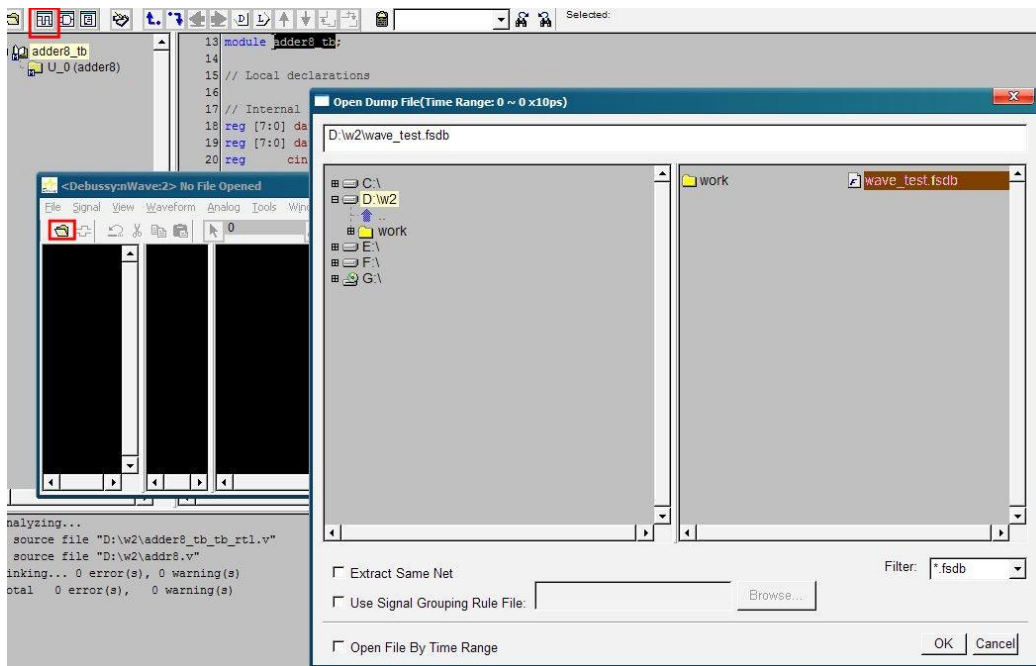 Selected:
adder8_tb
U_0 (adder8)
13 module adder8_tb;
14
15 // Local declarations
16
17 // Internal
18 reg [7:0] da
19 reg [7:0] da
20 reg cin
Open Dump File(Time Range: 0 ~ 0 x10ps)
D:\w2\wave_test.fsdb
C:\
D:\w2
..
work
E:\
F:\
G:\
work
wave_test.fsdb
<Debussy:nWave:2> No File Opened
File Signal View Waveform Analog Tools Wind
0
nalyzing...
source file "D:\w2\adder8_tb_tb_rtl.v"
source file "D:\w2\addr8.v"
inking... 0 error(s), 0 warning(s)
otal 0 error(s), 0 warning(s)
Extract Same Net
Filter: *.fsdb
Use Signal Grouping Rule File:
Browse...
Open File By Time Range
OK Cancel